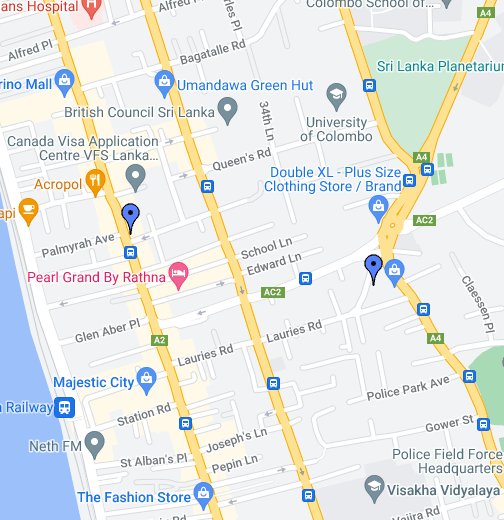 ans Hospital
Alfred Pl
Alfred Pl
Colombo School of...
A4
Bagatalle Rd
Sri Lanka Planetarium
rino Mall
Umandawa Green Hut
British Council Sri Lanka
34th Ln
University
of Colombo
Canada Visa Application
Centre VFS Lanka...
Queen's Rd
A4
Acropol
Double XL - Plus Size
Clothing Store / Brand
api
AC2
Palmyrah Ave
School Ln
Edward Ln
Pearl Grand By Rathna
AC2
Claessen Pl
Glen Aber Pl
Lauries Rd
A2
A4
Lauries Rd
Majestic City
Police Park Ave
Railway
Station Rd
Gower St
Neth FM
Joseph's Ln
St Alban's Pl
Pepin Ln
Police Field Force
Headquarters
The Fashion Store
Visakha Vidyalaya
Vajira Rd